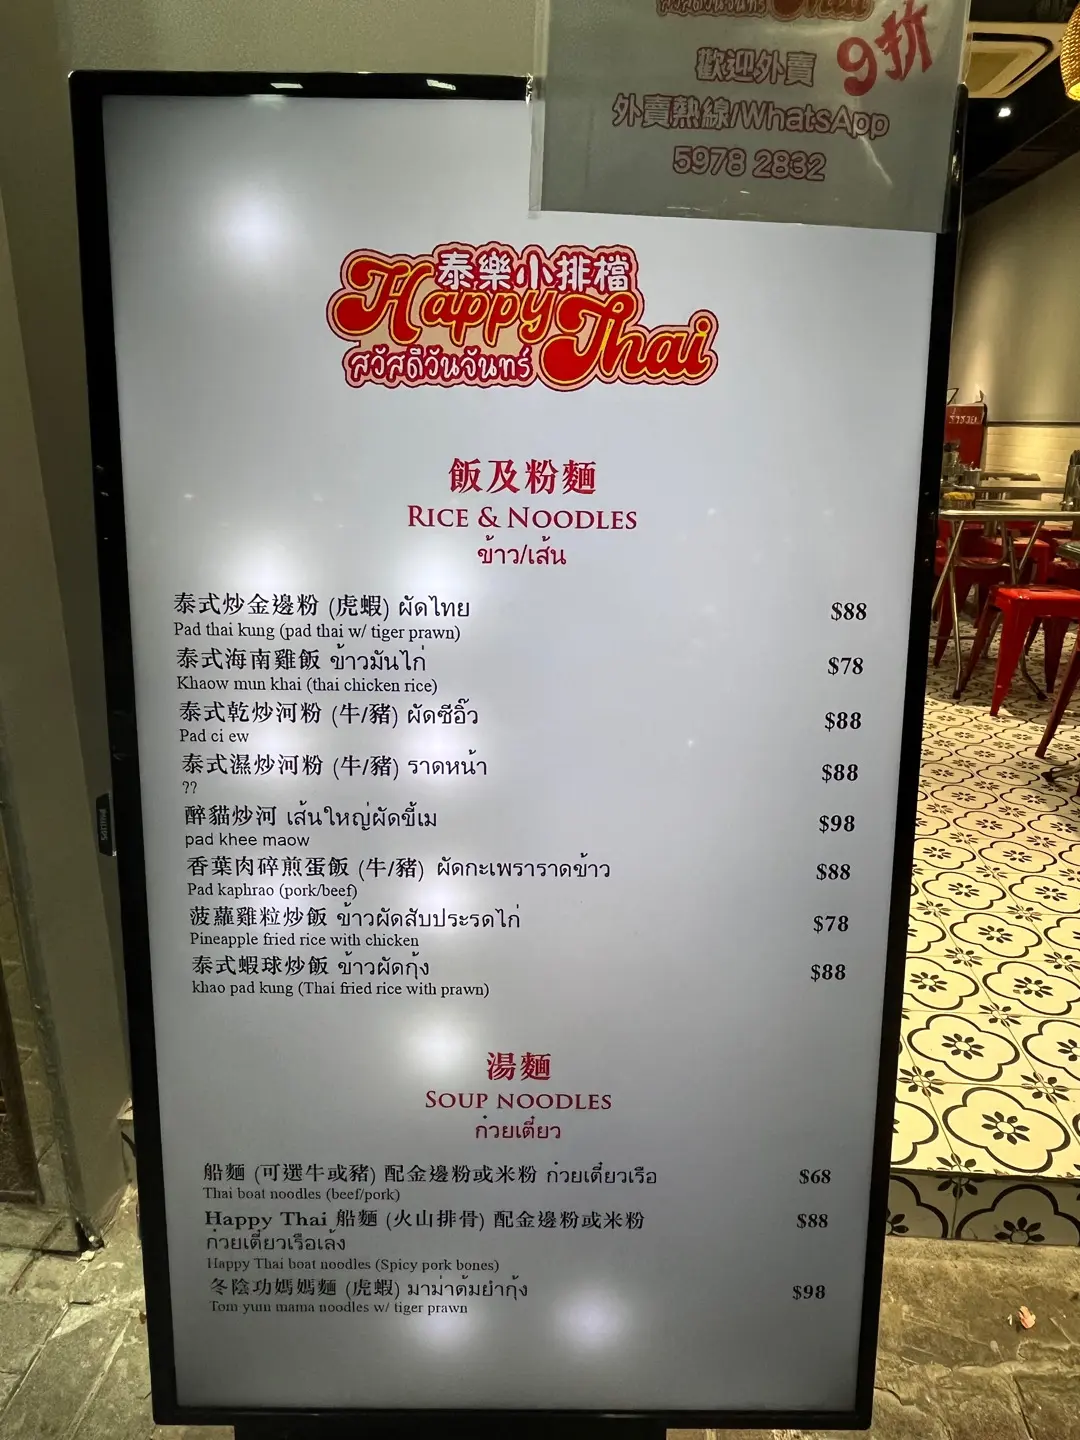 歡迎外賣 9折
外賣熱線/WhatsApp
5978 2832
泰樂小排檔
Happy Thai
สวัสดีวันจันทร์
飯及粉麵
RICE & NOODLES
ข้าว/เส้น
泰式炒金邊粉 (虎蝦) ผัดไทย $88
Pad thai kung (pad thai w/ tiger prawn)
泰式海南雞飯 ข้าวมันไก่ $78
Khaow mun khai (thai chicken rice)
泰式乾炒河粉 (牛/豬) ผัดซีอิ๊ว $88
Pad ci ew
泰式濕炒河粉 (牛/豬) ราดหน้า $88
??
醉貓炒河 เส้นใหญ่ผัดขี้เม $98
pad khee maow
香葉肉碎煎蛋飯 (牛/豬) ผัดกะเพราราดข้าว $88
Pad kaphrao (pork/beef)
菠蘿雞粒炒飯 ข้าวผัดสับประรดไก่ $78
Pineapple fried rice with chicken
泰式蝦球炒飯 ข้าวผัดกุ้ง $88
khao pad kung (Thai fried rice with prawn)
湯麵
SOUP NOODLES
ก๋วยเตี๋ยว
船麵 (可選牛或豬) 配金邊粉或米粉 ก๋วยเตี๋ยวเรือ $68
Thai boat noodles (beef/pork)
Happy Thai 船麵 (火山排骨) 配金邊粉或米粉 $88
ก๋วยเตี๋ยวเรือเล้ง
Happy Thai boat noodles (Spicy pork bones)
冬陰功媽媽麵 (虎蝦) มาม่าต้มยำกุ้ง $98
Tom yum mama noodles w/ tiger prawn
PHILIPS